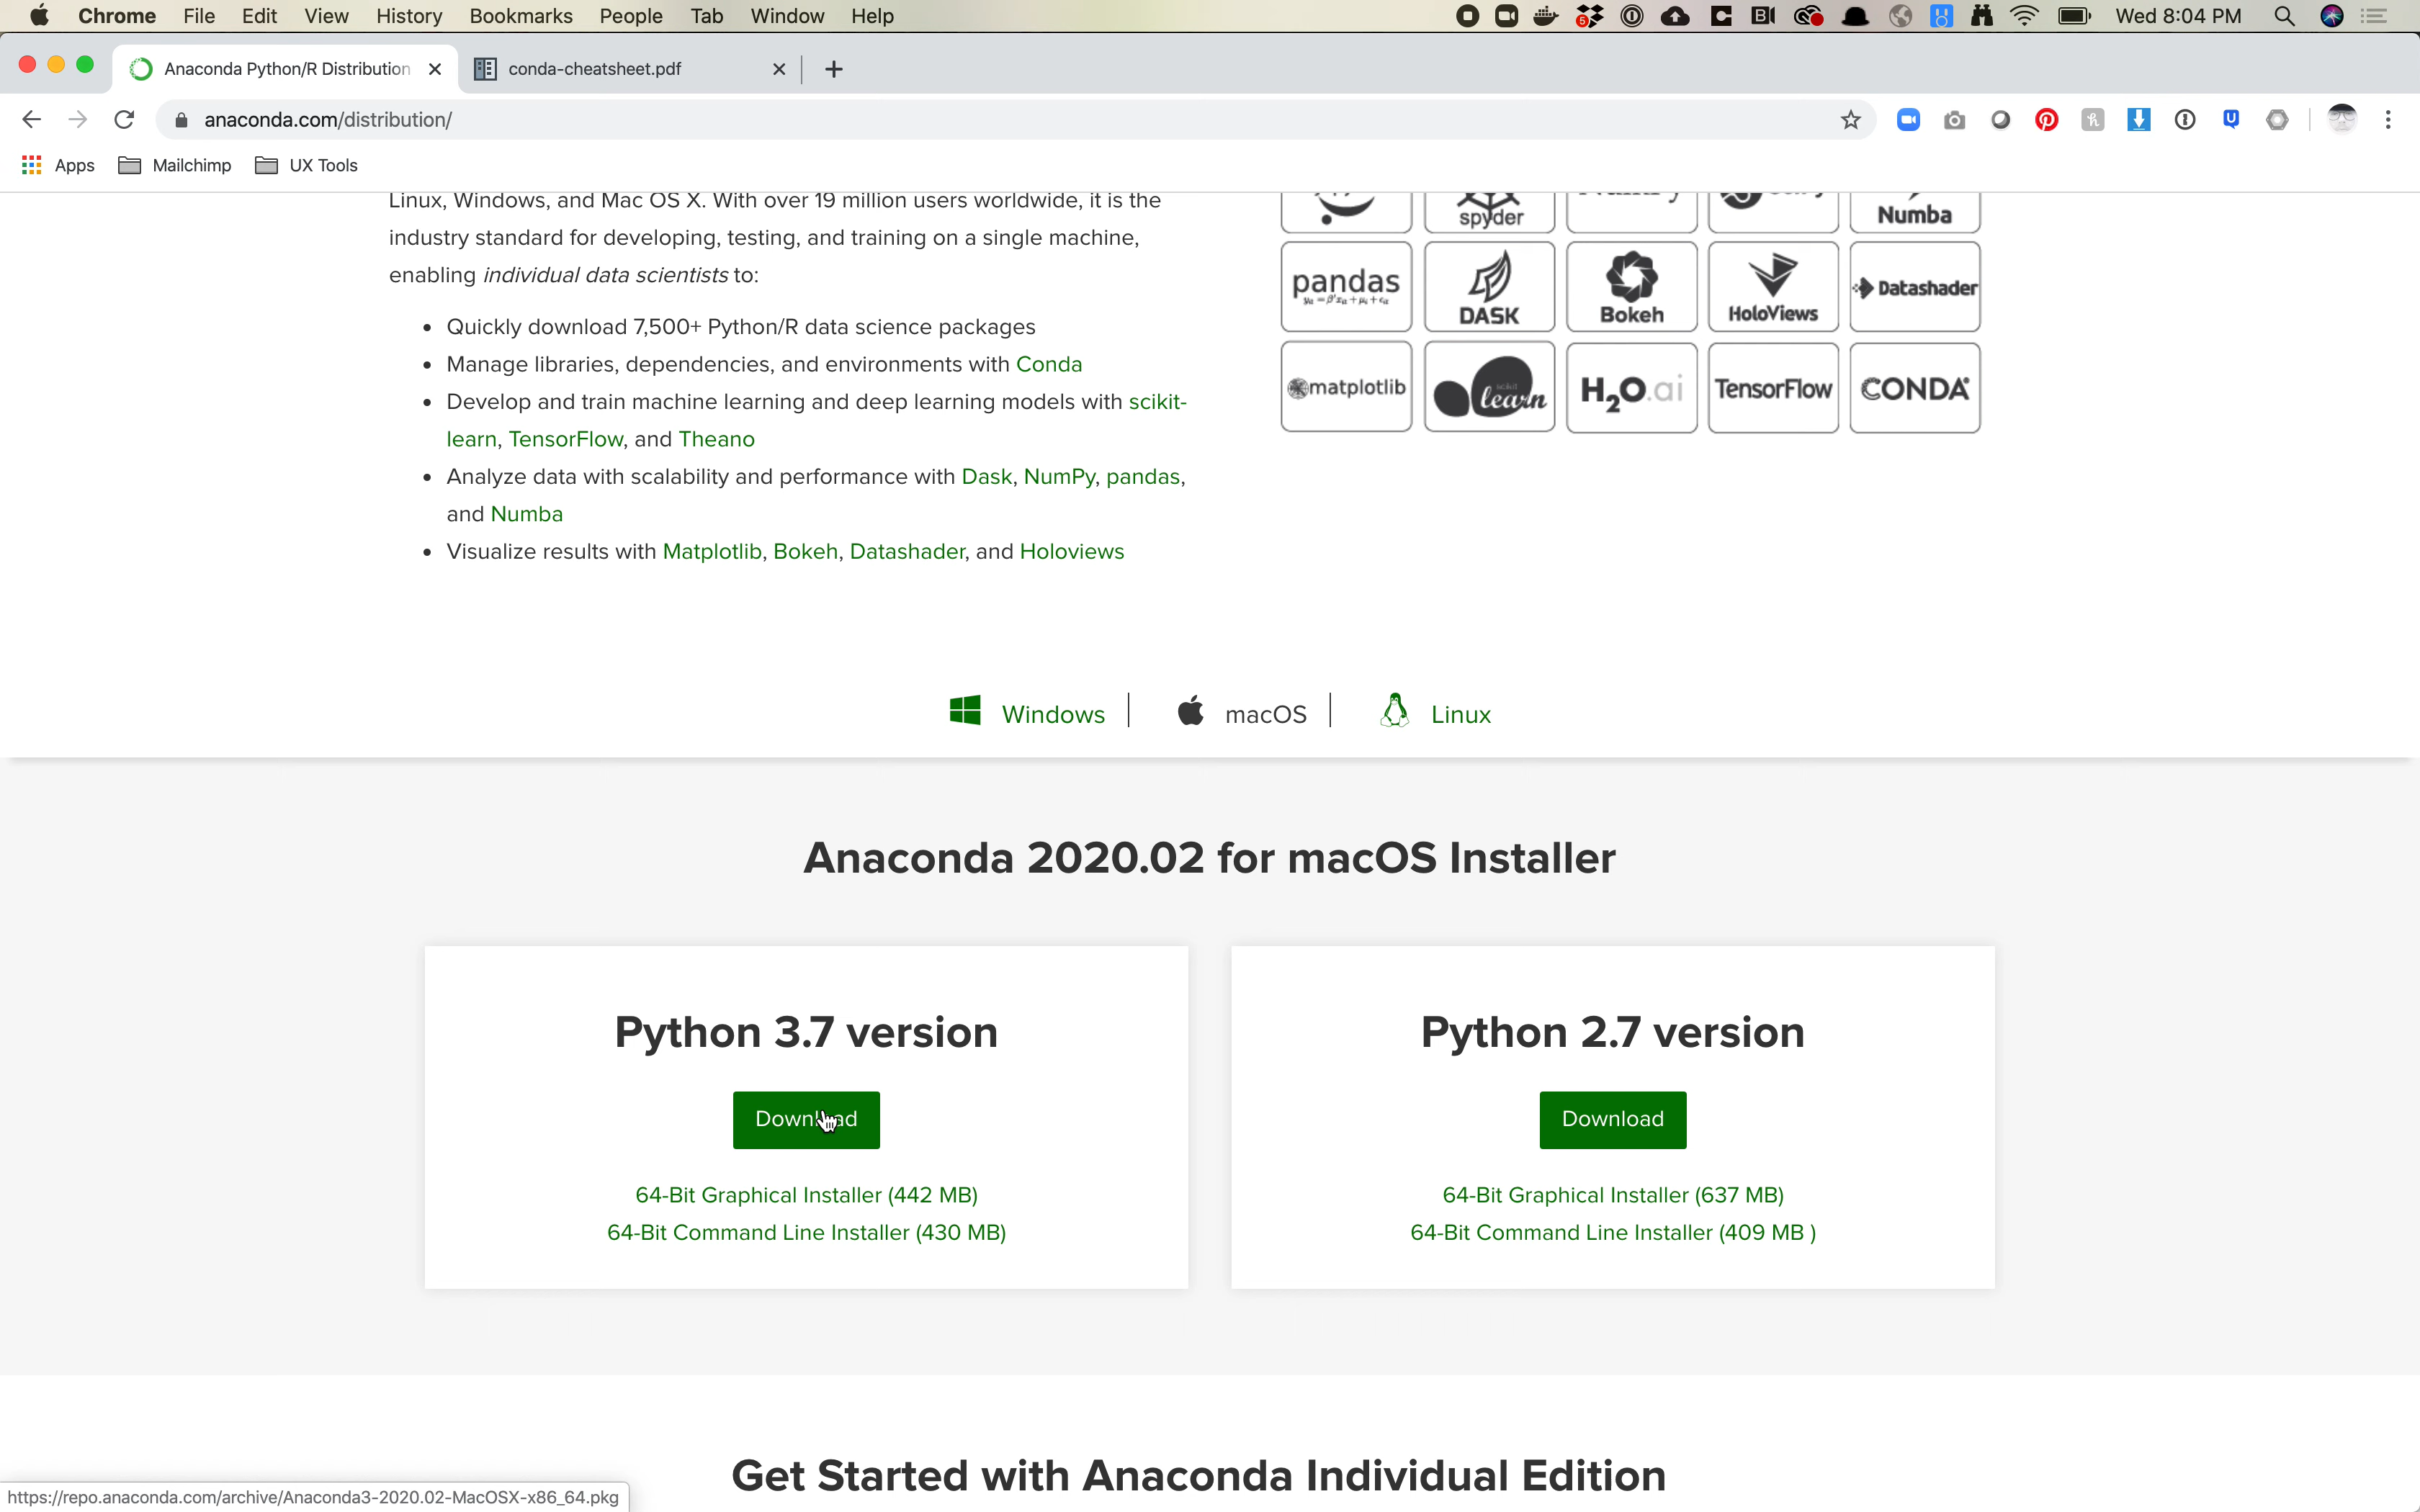 Chrome File Edit View History Bookmarks People Tab Window Help
5
Wed 8:04 PM
Anaconda Python/R Distribution
conda-cheatsheet.pdf
anaconda.com/distribution/
Apps Mailchimp UX Tools
Linux, Windows, and Mac OS X. With over 19 million users worldwide, it is the
industry standard for developing, testing, and training on a single machine,
enabling individual data scientists to:
• Quickly download 7,500+ Python/R data science packages
• Manage libraries, dependencies, and environments with Conda
• Develop and train machine learning and deep learning models with scikit-
learn, TensorFlow, and Theano
• Analyze data with scalability and performance with Dask, NumPy, pandas,
and Numba
• Visualize results with Matplotlib, Bokeh, Datashader, and Holoviews
spyder Numba
pandas DASK Bokeh HoloViews Datashader
matplotlib scikit learn H2O.ai TensorFlow CONDA
Windows macOS Linux
Anaconda 2020.02 for macOS Installer
Python 3.7 version
Download
64-Bit Graphical Installer (442 MB)
64-Bit Command Line Installer (430 MB)
Python 2.7 version
Download
64-Bit Graphical Installer (637 MB)
64-Bit Command Line Installer (409 MB )
Get Started with Anaconda Individual Edition
https://repo.anaconda.com/archive/Anaconda3-2020.02-MacOSX-x86_64.pkg